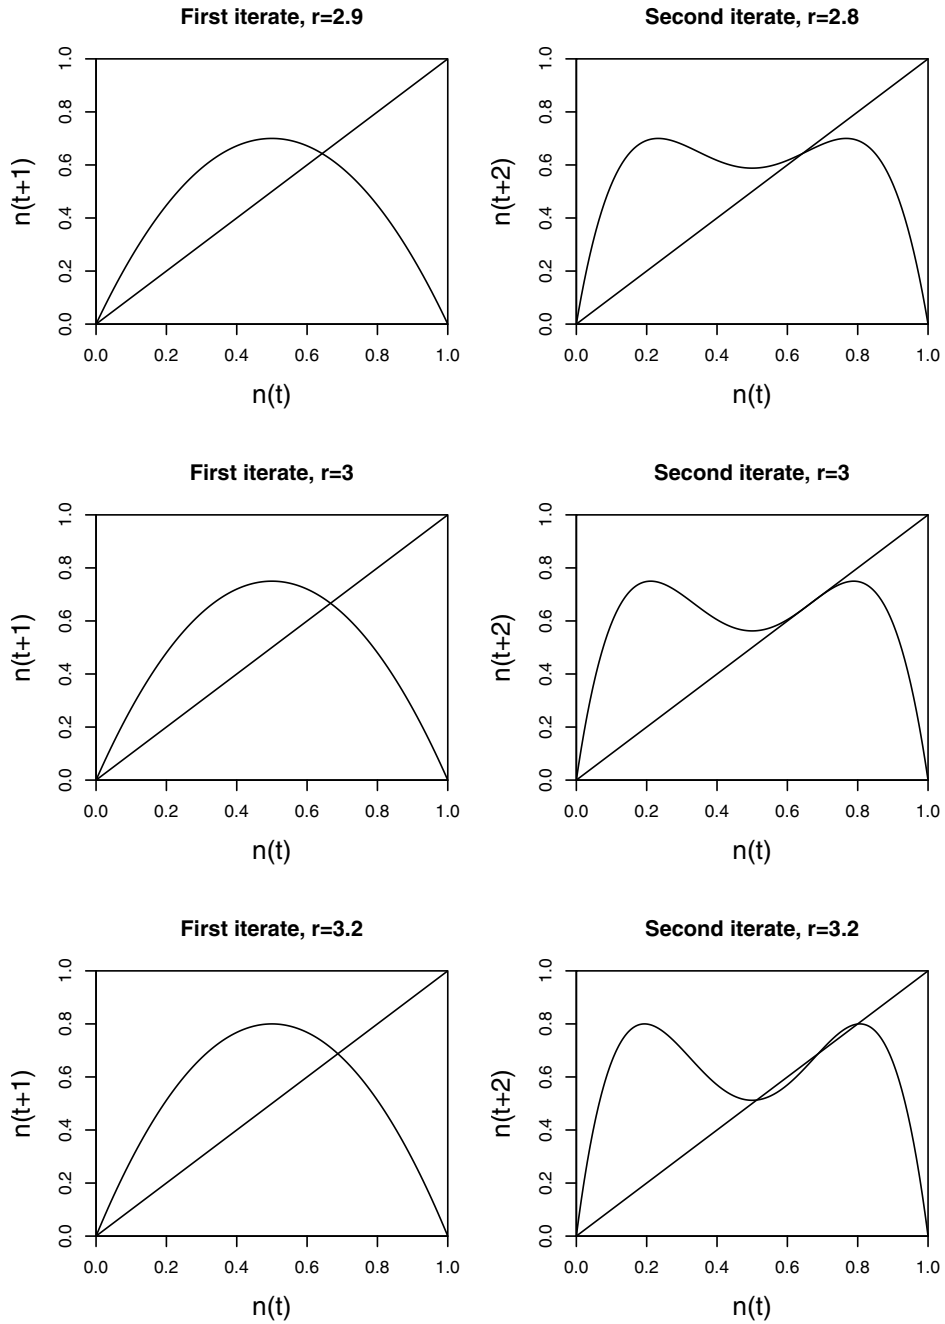 First iterate, r=2.9
n(t+1)
0.0 0.2 0.4 0.6 0.8 1.0
0.0 0.2 0.4 0.6 0.8 1.0
n(t)
Second iterate, r=2.8
n(t+2)
0.0 0.2 0.4 0.6 0.8 1.0
0.0 0.2 0.4 0.6 0.8 1.0
n(t)
First iterate, r=3
n(t+1)
0.0 0.2 0.4 0.6 0.8 1.0
0.0 0.2 0.4 0.6 0.8 1.0
n(t)
Second iterate, r=3
n(t+2)
0.0 0.2 0.4 0.6 0.8 1.0
0.0 0.2 0.4 0.6 0.8 1.0
n(t)
First iterate, r=3.2
n(t+1)
0.0 0.2 0.4 0.6 0.8 1.0
0.0 0.2 0.4 0.6 0.8 1.0
n(t)
Second iterate, r=3.2
n(t+2)
0.0 0.2 0.4 0.6 0.8 1.0
0.0 0.2 0.4 0.6 0.8 1.0
n(t)